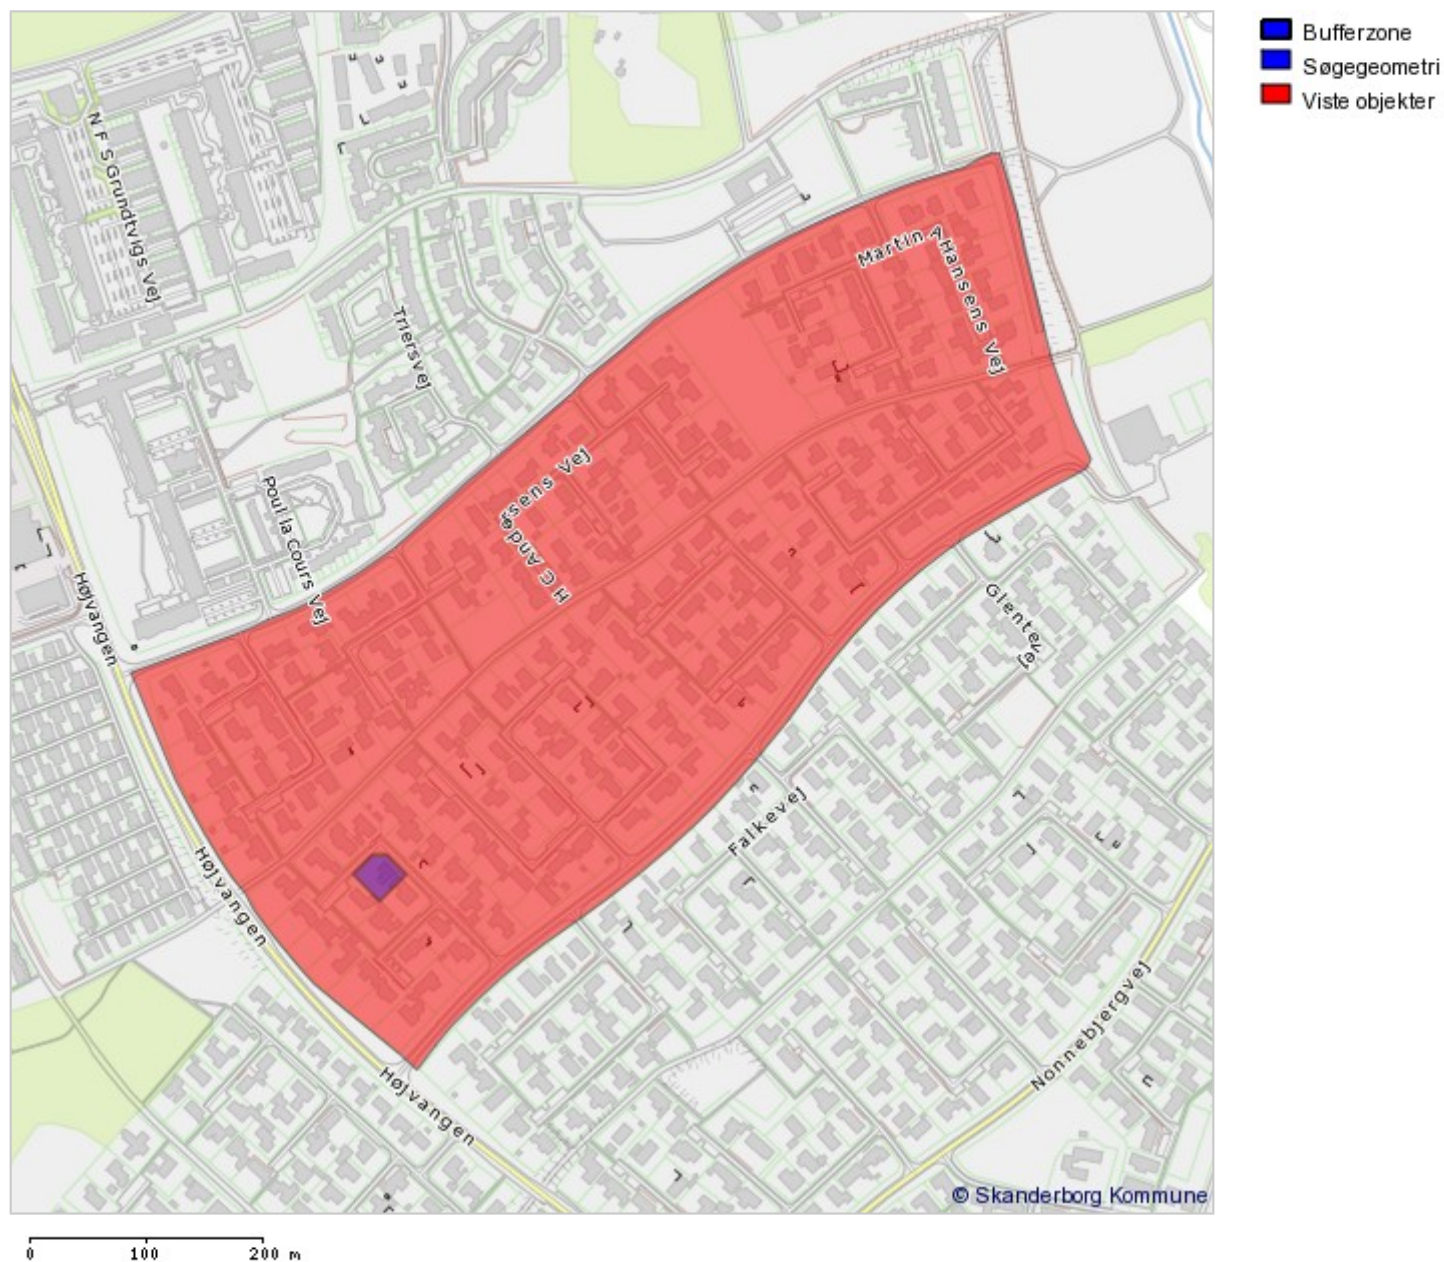 Bufferzone
Søgegeometri
Viste objekter
N F S Grundtvigs Vej
Martin A
Hansens Vej
Triersvej
H C Andersens Vej
Poul la Cours Vej
Højvangen
Glentevej
Falkevej
Højvangen
Nonnebjergvej
Højvangen
© Skanderborg Kommune
0 100 200 m